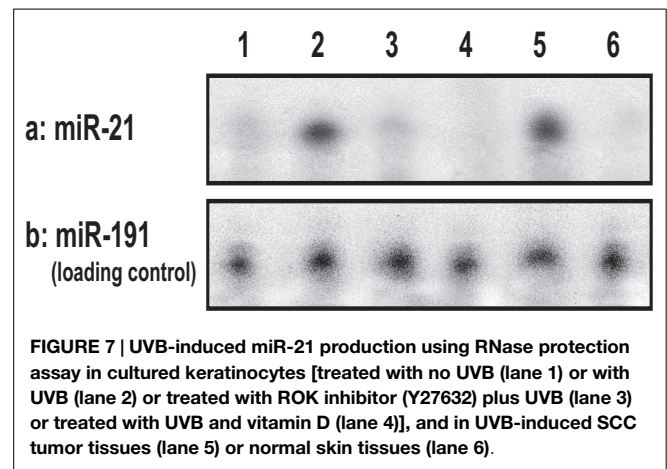 1 2 3 4 5 6
a: miR-21
b: miR-191
(loading control)
FIGURE 7 | UVB-induced miR-21 production using RNase protection
assay in cultured keratinocytes [treated with no UVB (lane 1) or with
UVB (lane 2) or treated with ROK inhibitor (Y27632) plus UVB (lane 3)
or treated with UVB and vitamin D (lane 4)], and in UVB-induced SCC
tumor tissues (lane 5) or normal skin tissues (lane 6).